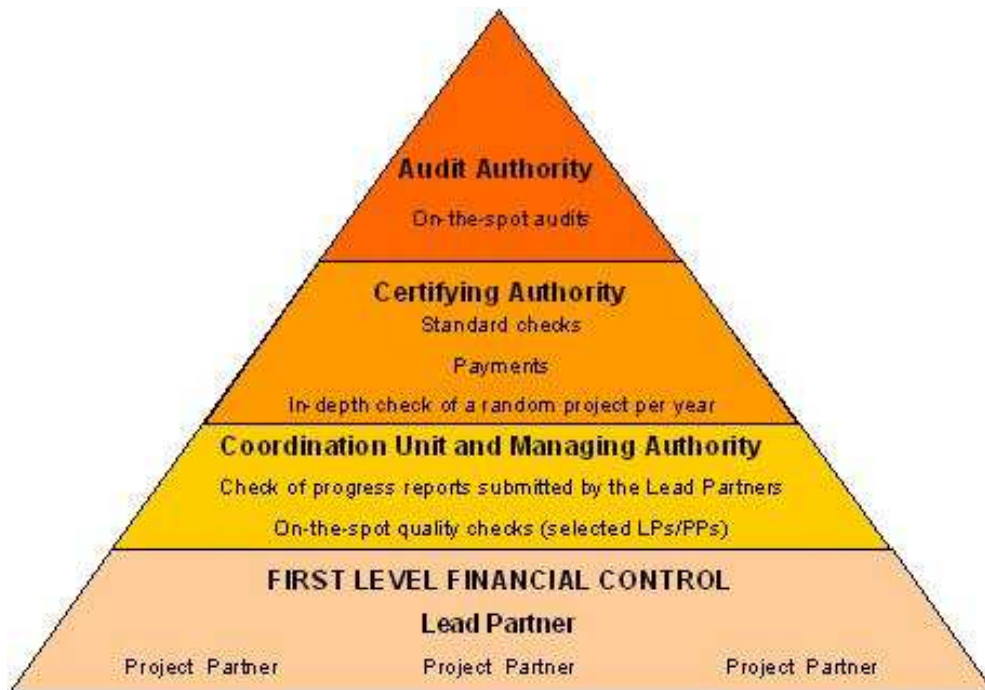 Audit Authority
On-the-spot audits
Certifying Authority
Standard checks
Payments
In-depth check of a random project per year
Coordination Unit and Managing Authority
Check of progress reports submitted by the Lead Partners
On-the-spot quality checks (selected LPs/PPs)
FIRST LEVEL FINANCIAL CONTROL
Lead Partner
Project Partner Project Partner Project Partner